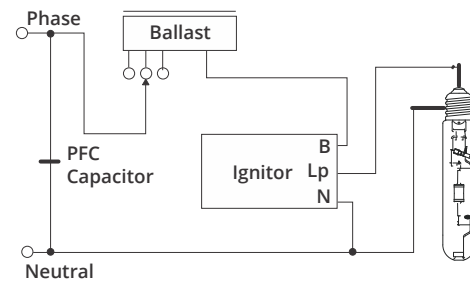 Phase
Ballast
PFC
Capacitor
Ignitor
B
Lp
N
Neutral